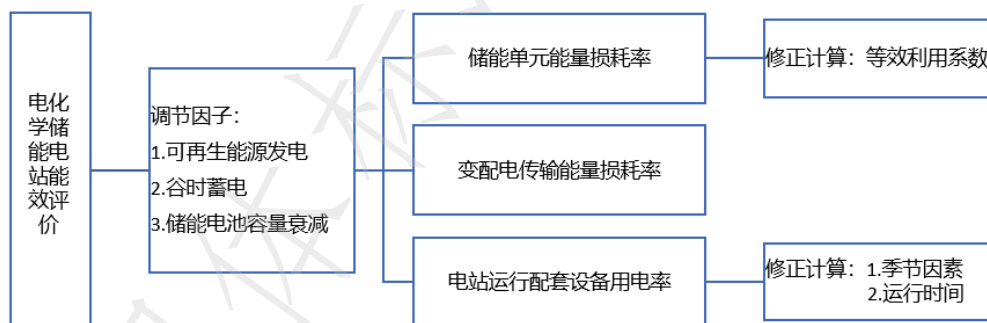 电化
学储
能电
站能
效评
价
调节因子：
1.可再生能源发电
2.谷时蓄电
3.储能电池容量衰减
储能单元能量损耗率
修正计算：等效利用系数
变配电传输能量损耗率
电站运行配套设备用电率
修正计算：1.季节因素
2.运行时间